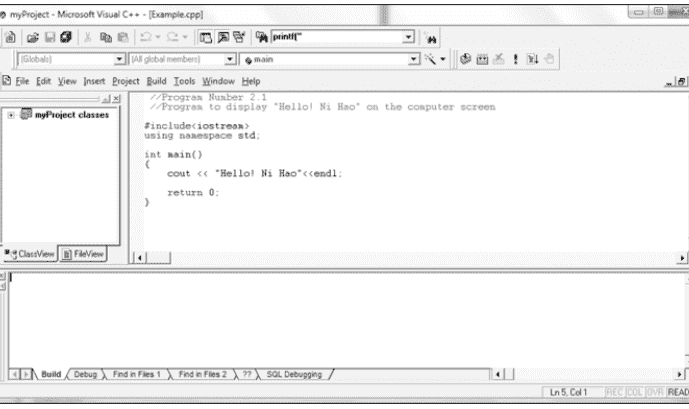 myProject - Microsoft Visual C++ - [Example.cpp]
printf("
(Globals) (All global members) main
File Edit View Insert Project Build Tools Window Help
myProject classes
//Program Number 2.1
//Program to display "Hello! Ni Hao" on the computer screen
#include<iostream>
using namespace std;
int main()
{
cout << "Hello! Ni Hao"<<endl;
return 0;
}
ClassView FileView
Build Debug Find in Files 1 Find in Files 2 ?? SQL Debugging
Ln 5, Col 1 REC COL OVR READ